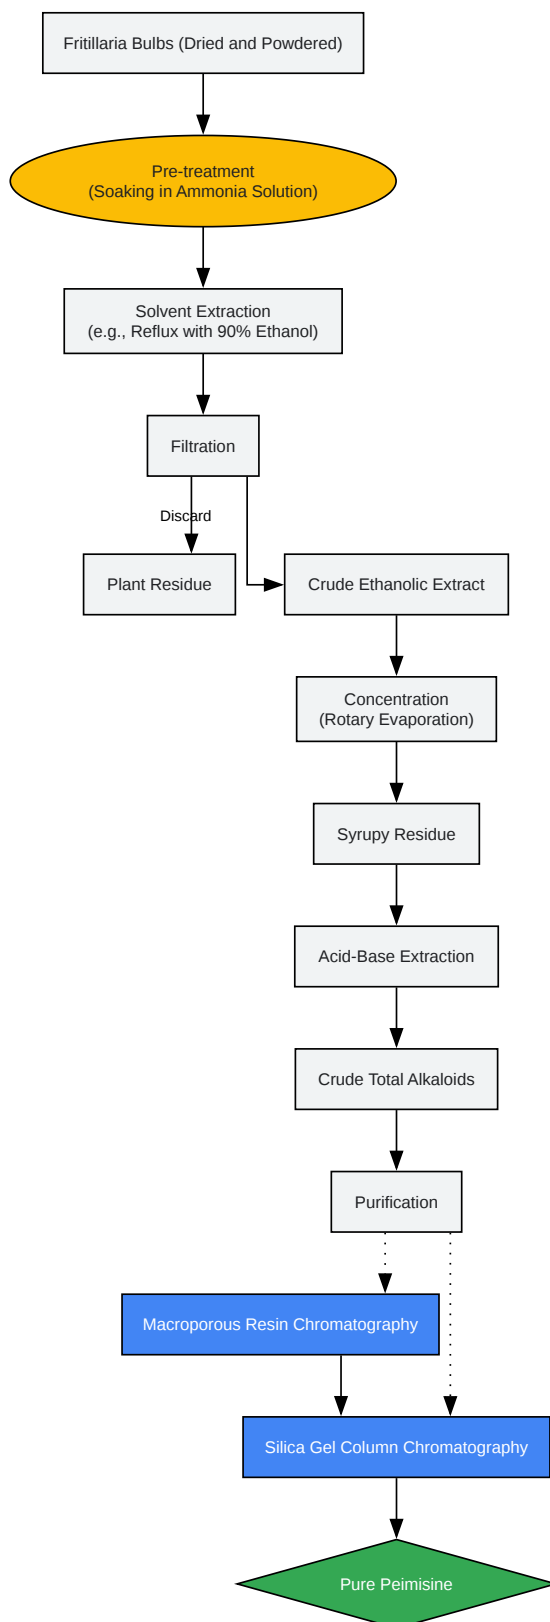 Fritillaria Bulbs (Dried and Powdered)
Pre-treatment
(Soaking in Ammonia Solution)
Solvent Extraction
(e.g., Reflux with 90% Ethanol)
Filtration
Discard
Plant Residue
Crude Ethanolic Extract
Concentration
(Rotary Evaporation)
Syrupy Residue
Acid-Base Extraction
Crude Total Alkaloids
Purification
Macroporous Resin Chromatography
Silica Gel Column Chromatography
Pure Peimisine